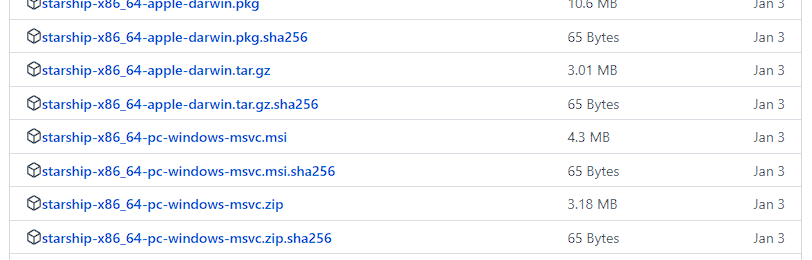 starship-x86_64-apple-darwin.pkg 10.6 MB Jan 3
starship-x86_64-apple-darwin.pkg.sha256 65 Bytes Jan 3
starship-x86_64-apple-darwin.tar.gz 3.01 MB Jan 3
starship-x86_64-apple-darwin.tar.gz.sha256 65 Bytes Jan 3
starship-x86_64-pc-windows-msvc.msi 4.3 MB Jan 3
starship-x86_64-pc-windows-msvc.msi.sha256 65 Bytes Jan 3
starship-x86_64-pc-windows-msvc.zip 3.18 MB Jan 3
starship-x86_64-pc-windows-msvc.zip.sha256 65 Bytes Jan 3